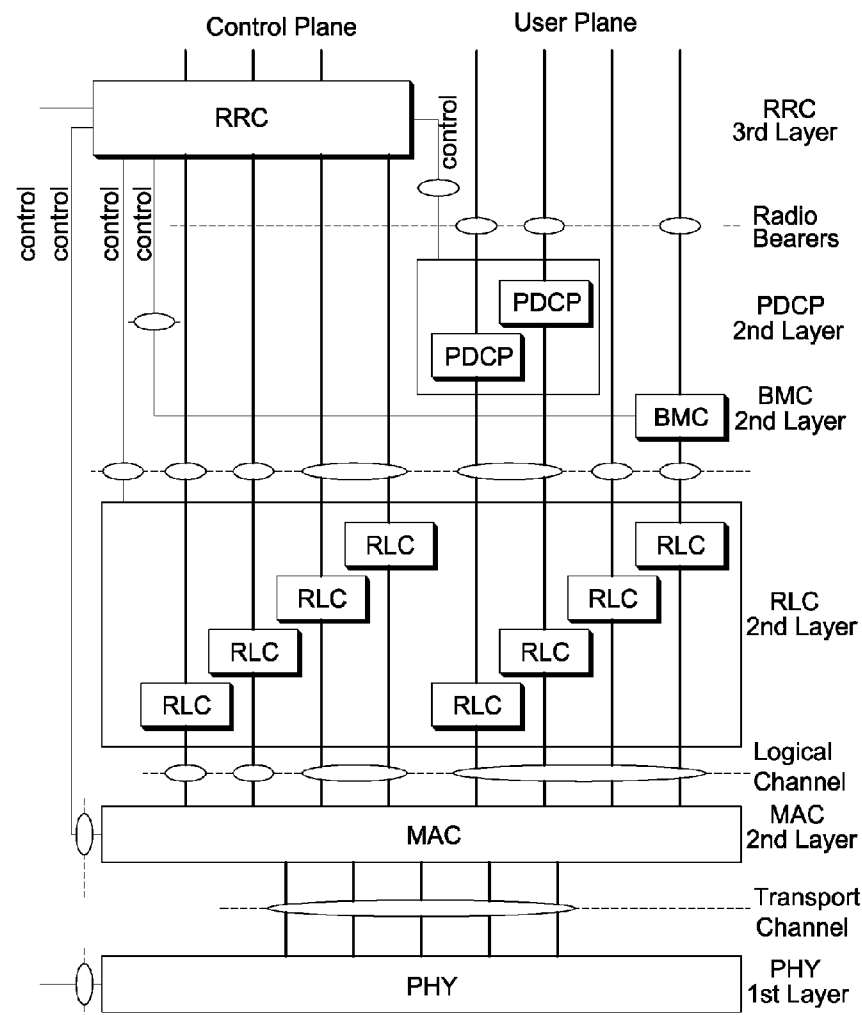 Control Plane
User Plane
RRC
control
RRC
3rd Layer
control
control
control
control
Radio
Bearers
PDCP
PDCP
PDCP
2nd Layer
BMC
BMC
2nd Layer
RLC
RLC
RLC
RLC
RLC
2nd Layer
RLC
RLC
RLC
RLC
Logical
Channel
MAC
MAC
2nd Layer
Transport
Channel
PHY
PHY
1st Layer